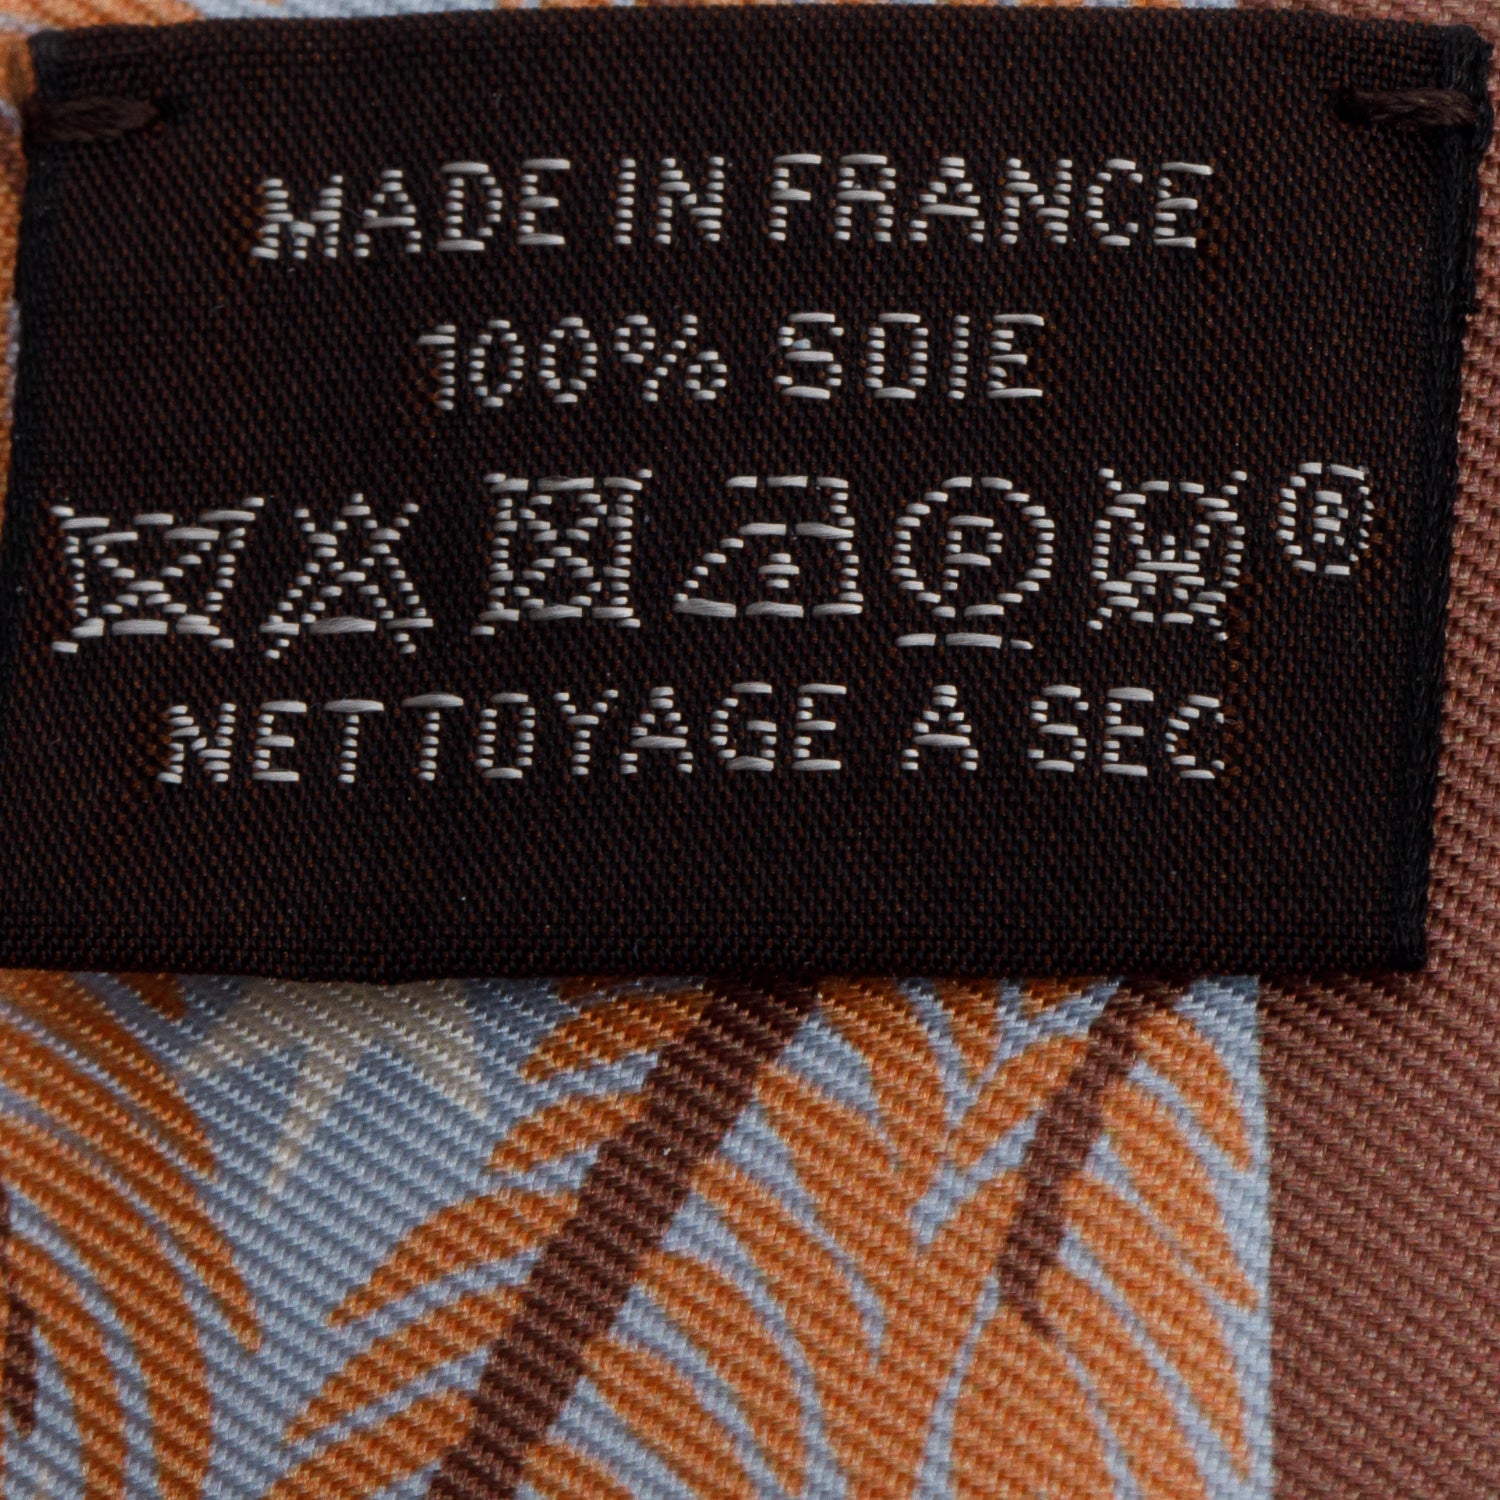 MADE IN FRANCE
100% SOIE
P W ®
NETTOYAGE A SEC